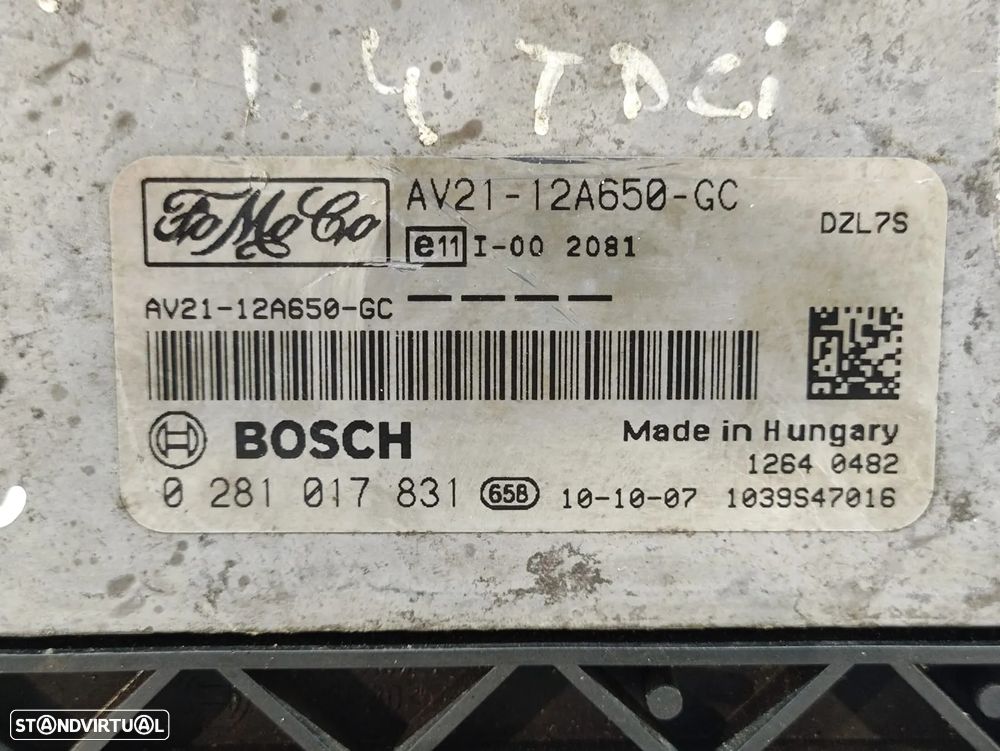 1 4 TDCi
FoMoCo
AV21-12A650-GC
DZL7S
e11 I-00 2081
AV21-12A650-GC
BOSCH
Made in Hungary
1264 0482
0 281 017 831 65B 10-10-07 1039S47016
STANDVIRTUAL